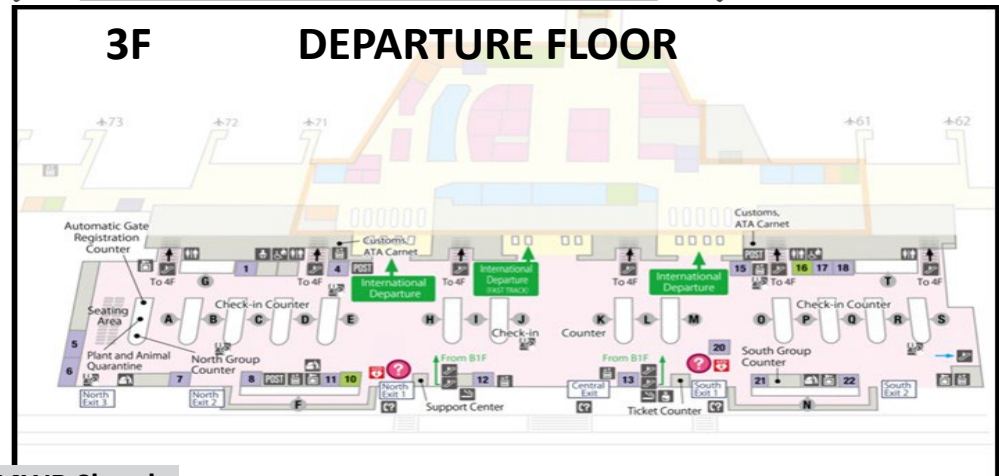 3F DEPARTURE FLOOR
73
72
71
61
62
Automatic Gate
Registration
Counter
Customs,
ATA Carnet
Customs,
ATA Carnet
1
4
POST
International
Departure
International
Departure
(FAST TRACK)
International
Departure
POST
15
16
17
18
To 4F
G
To 4F
To 4F
To 4F
To 4F
T
To 4F
Seating
Area
Check-in Counter
Check-in Counter
A
B
C
D
E
H
I
J
K
L
M
O
P
Q
R
S
Check-in Counter
5
6
Plant and Animal
Quarantine
North Group
Counter
From B1F
From B1F
20
South Group
Counter
7
8
POST
11
10
12
13
21
22
North
Exit 3
North
Exit 2
F
North
Exit 1
Support Center
Central
Exit
Ticket Counter
South
Exit 1
N
South
Exit 2